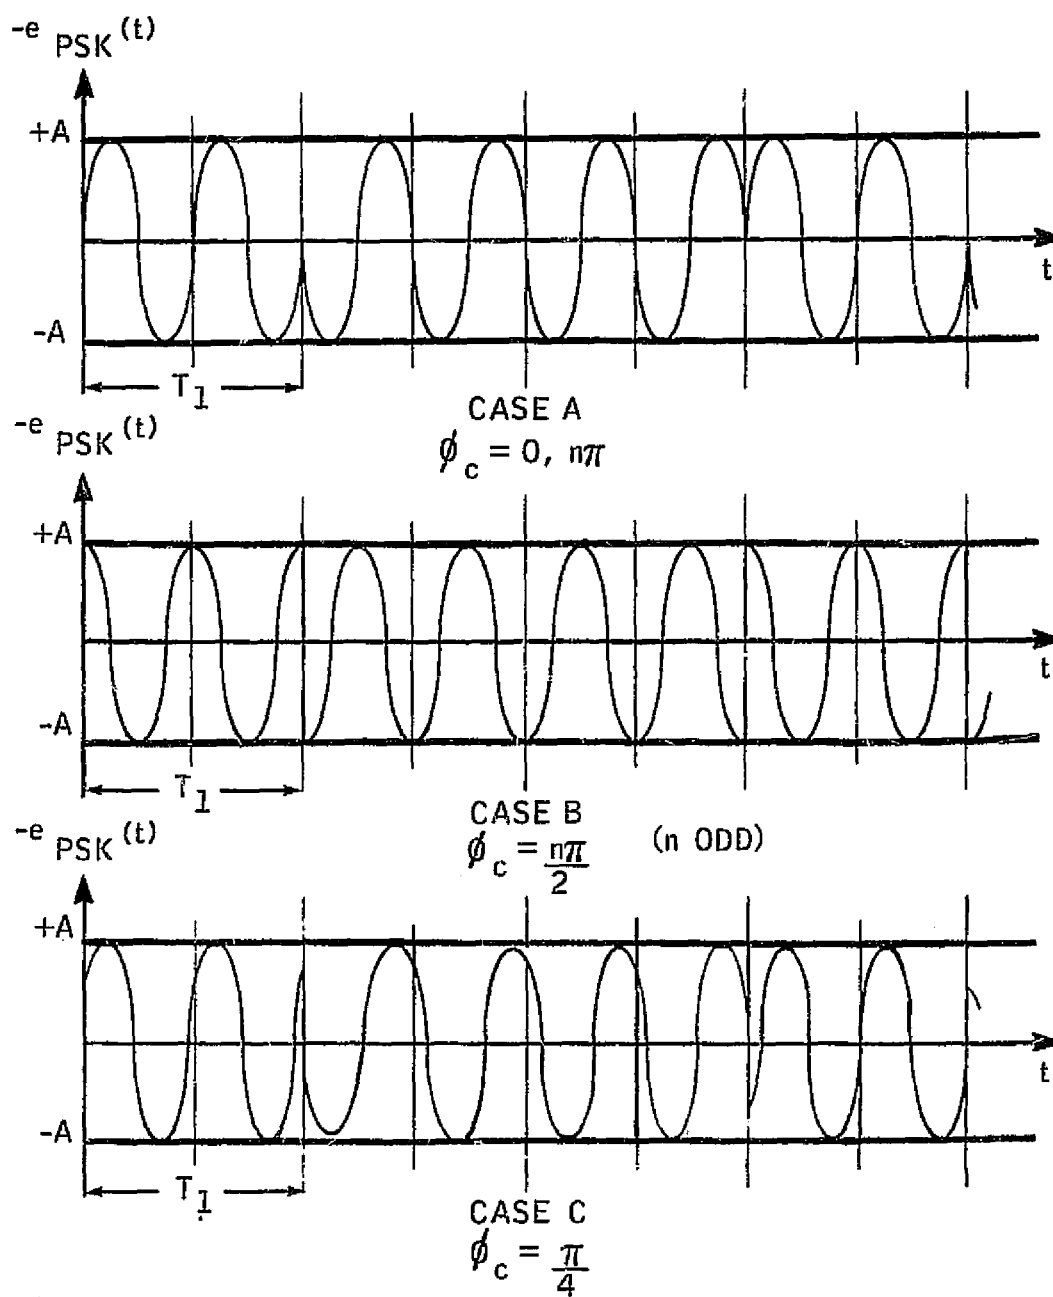 -e PSK (t)
+A
t
-A
T1
CASE A
ϕc = 0, nπ
-e PSK (t)
+A
t
-A
T1
CASE B
ϕc = nπ/2 (n ODD)
-e PSK (t)
+A
t
-A
T1
CASE C
ϕc = π/4